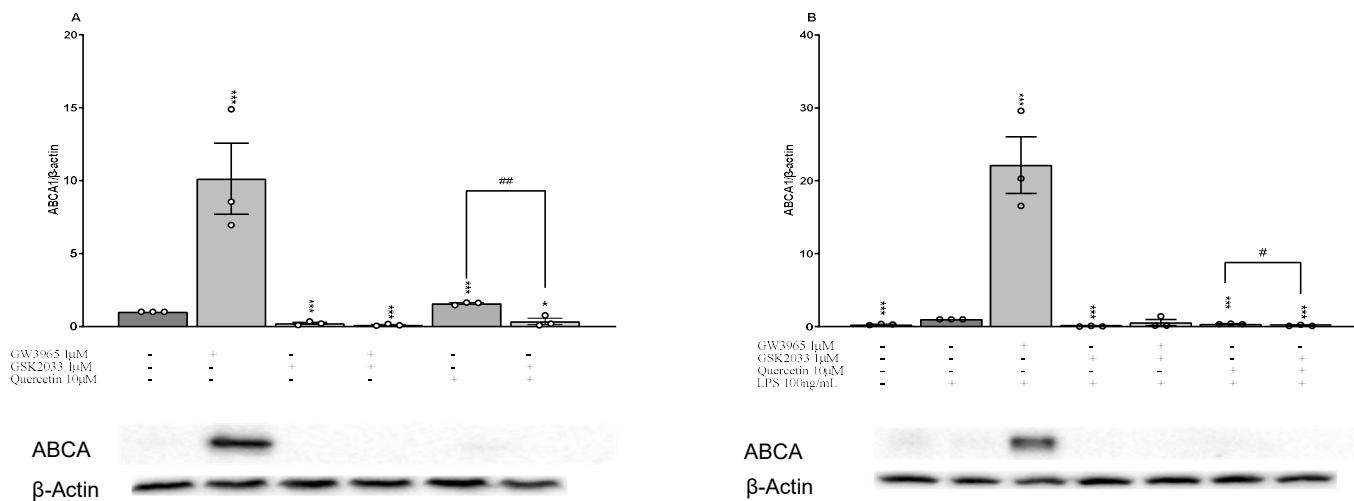 A
20
15
10
5
0
ABCA1/β-actin
***
***
***
***
*
##
GW3965 1µM - + - + - -
GSK2033 1µM - - + + - +
Quercetin 10µM - - - - + +
ABCA
β-Actin
B
40
30
20
10
0
ABCA1/β-actin
***
***
***
***
***
#
GW3965 1µM - - + - + - -
GSK2033 1µM - - - + + - +
Quercetin 10µM - - - - - + +
LPS 100ng/mL - + + + + + +
ABCA
β-Actin